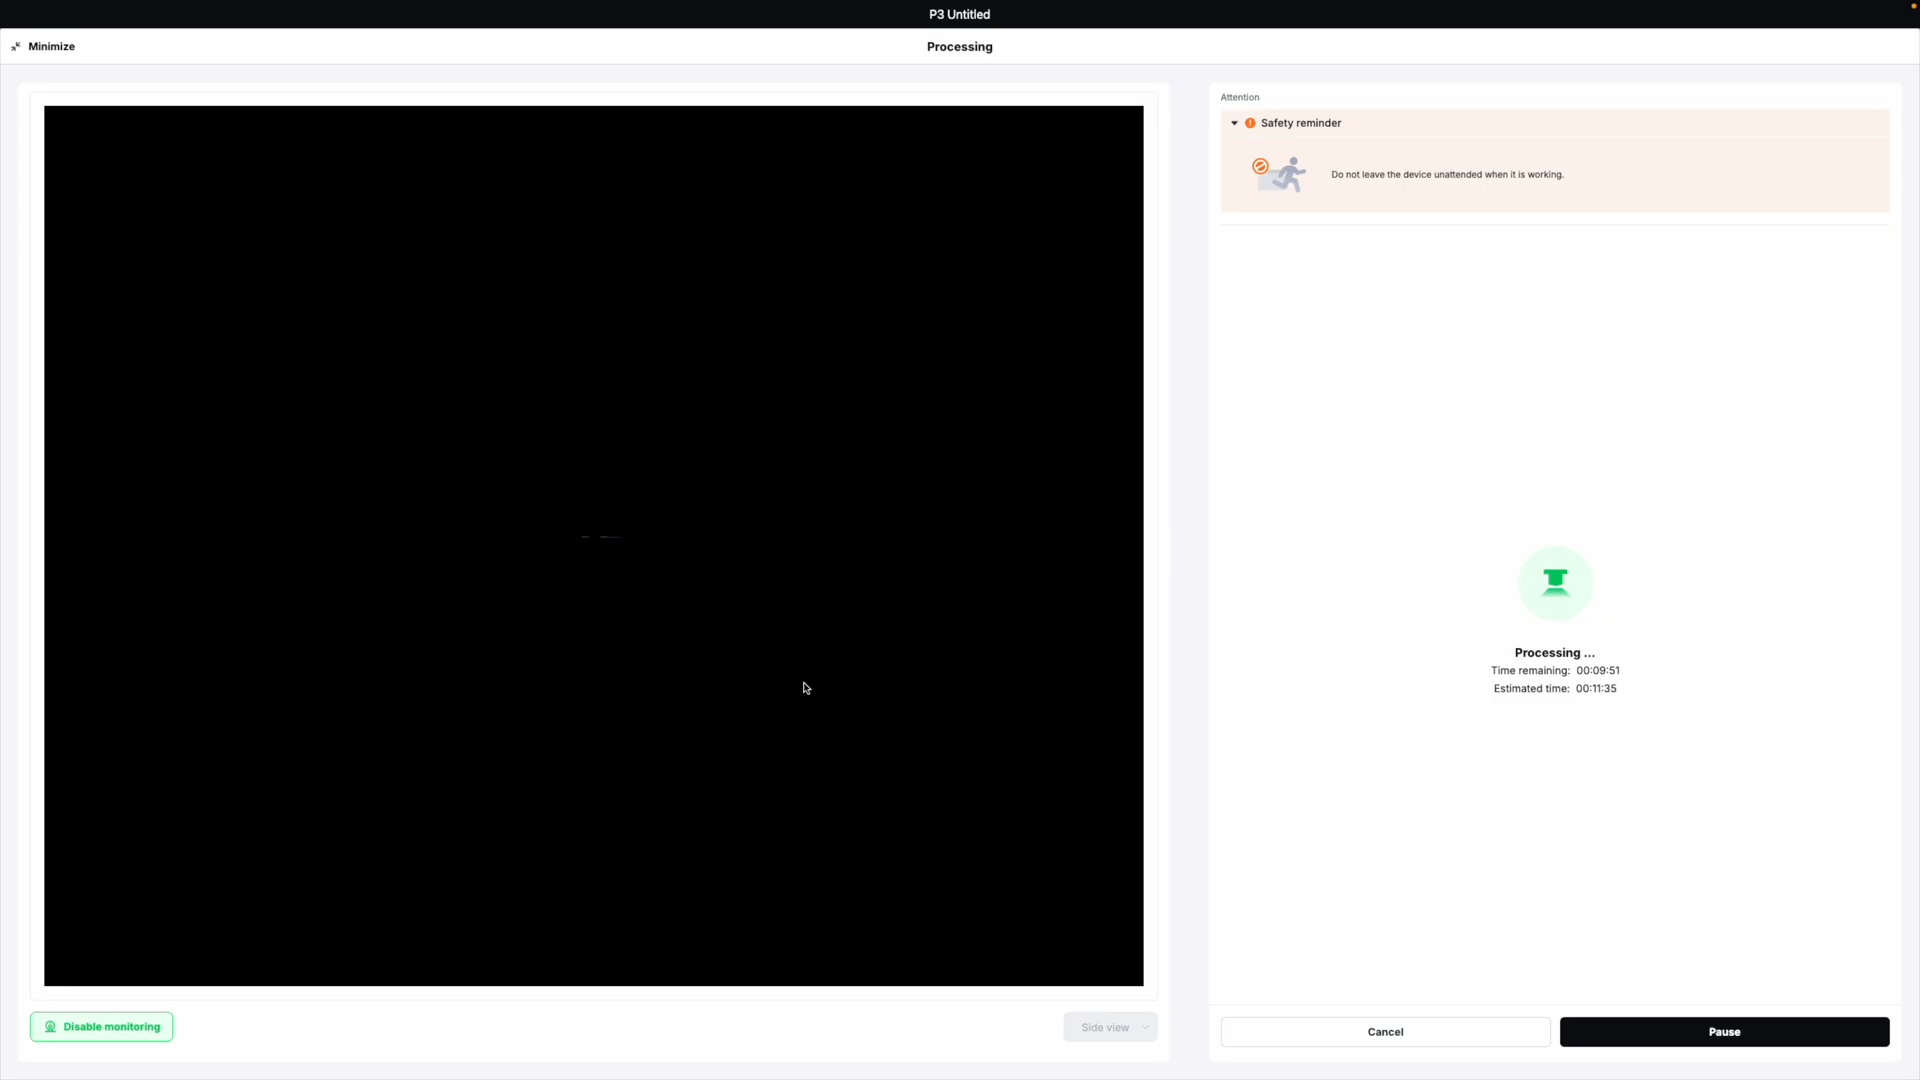 P3 Untitled
Minimize
Processing
Attention
Safety reminder
Do not leave the device unattended when it is working.
Processing ...
Time remaining: 00:09:51
Estimated time: 00:11:35
Disable monitoring
Side view
Cancel
Pause